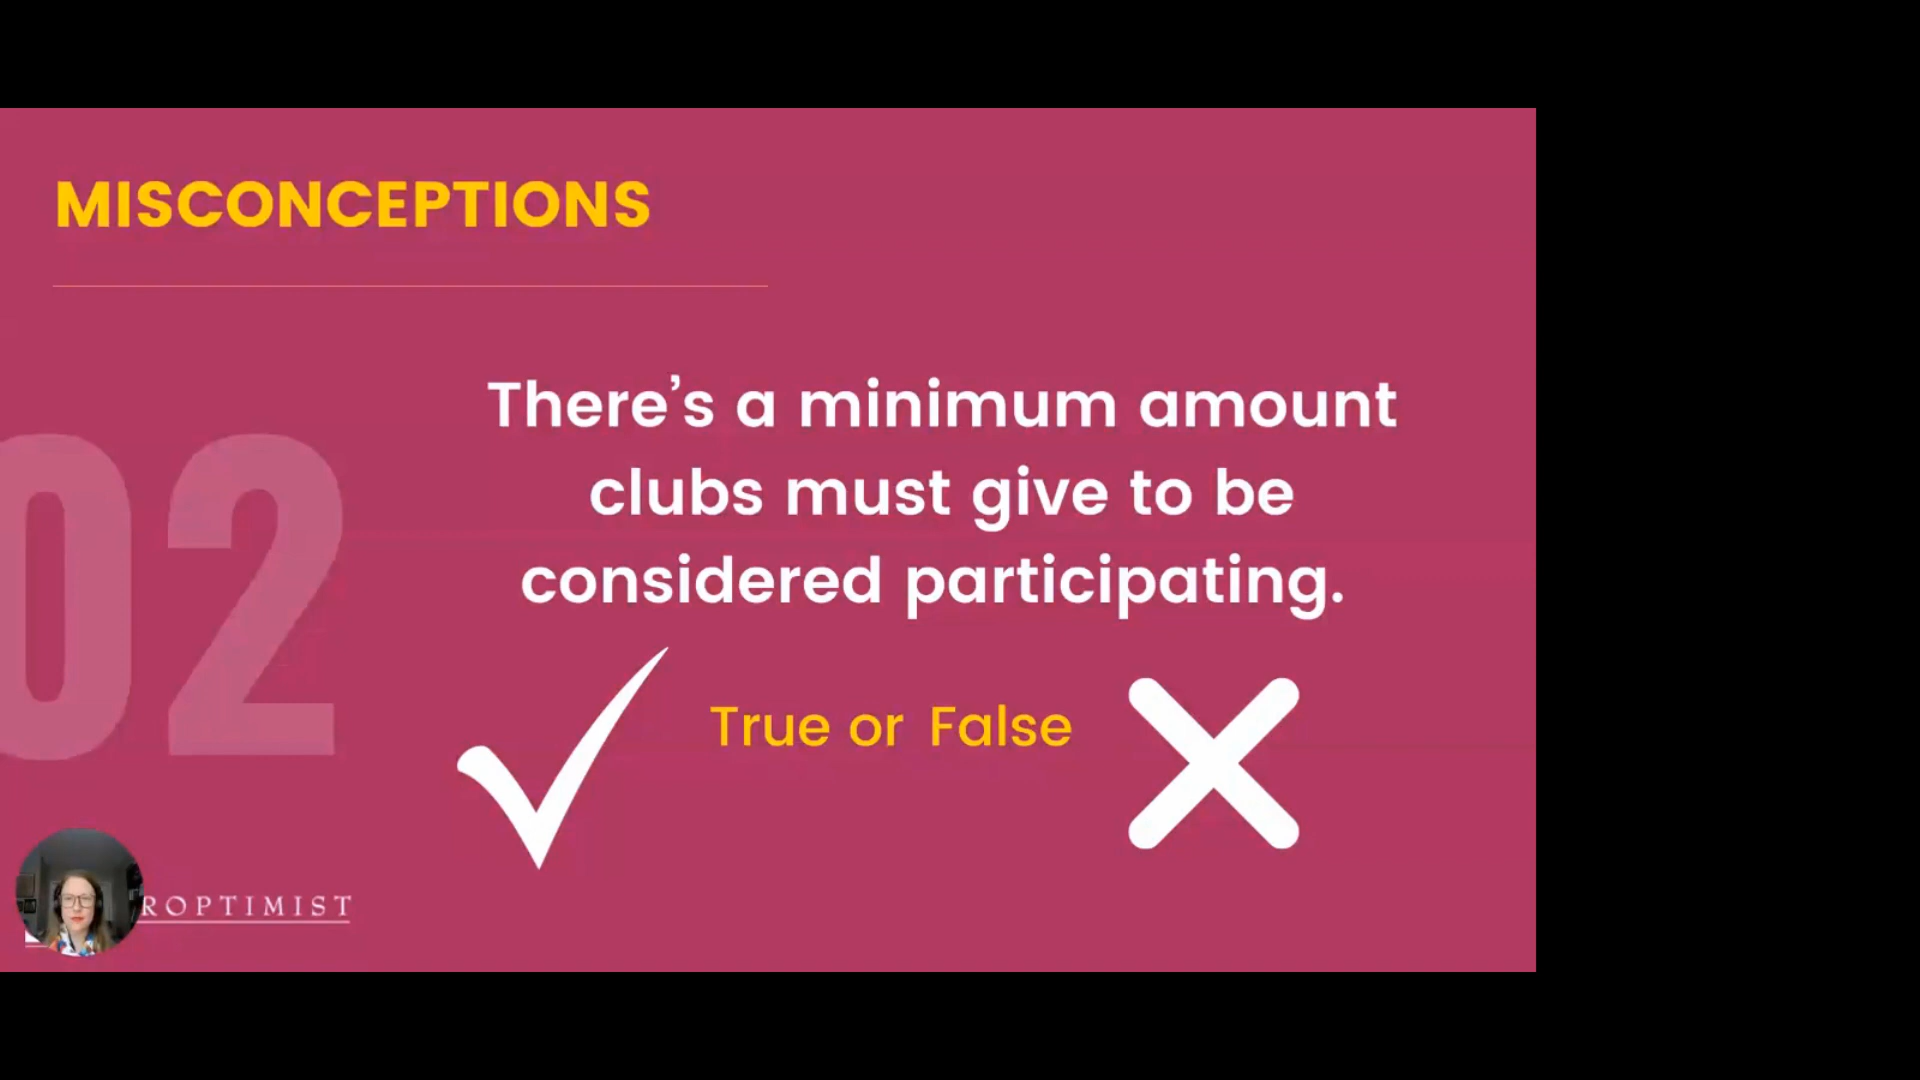 MISCONCEPTIONS
There’s a minimum amount
clubs must give to be
considered participating.
02
True or False
ROPTIMIST